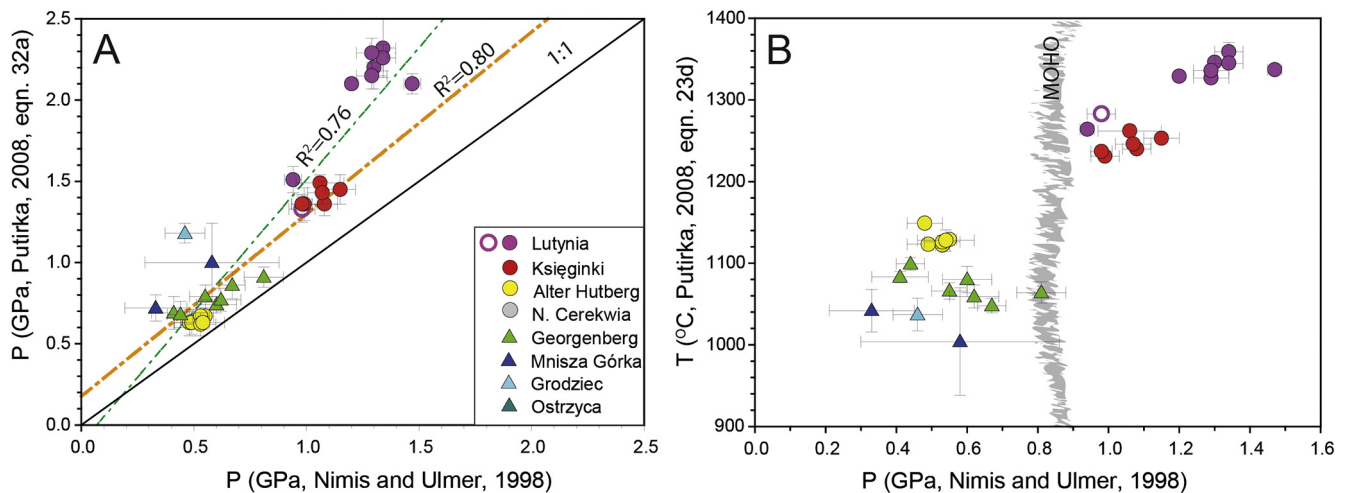 A
P (GPa, Putirka, 2008, eqn. 32a)
2.5
2.0
1.5
1.0
0.5
0.0
R²=0.76
R²=0.80
1:1
Lutynia
Księginki
Alter Hutberg
N. Cerekwia
Georgenberg
Mnisza Górka
Grodziec
Ostrzyca
0.0 0.5 1.0 1.5 2.0 2.5
P (GPa, Nimis and Ulmer, 1998)
B
T (ᴼC, Putirka, 2008, eqn. 23d)
1400
1300
1200
1100
1000
900
MOHO
0.0 0.2 0.4 0.6 0.8 1.0 1.2 1.4 1.6
P (GPa, Nimis and Ulmer, 1998)